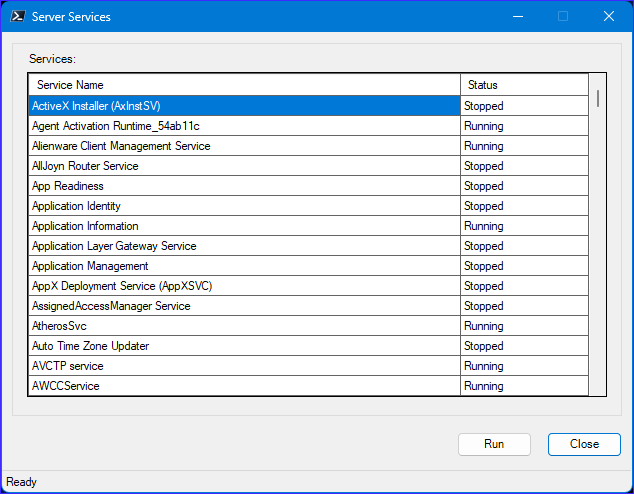 Server Services
Services:
Service Name Status
ActiveX Installer (AxInstSV) Stopped
Agent Activation Runtime_54ab11c Running
Alienware Client Management Service Running
AllJoyn Router Service Stopped
App Readiness Stopped
Application Identity Stopped
Application Information Running
Application Layer Gateway Service Stopped
Application Management Stopped
AppX Deployment Service (AppXSVC) Stopped
AssignedAccessManager Service Stopped
AtherosSvc Running
Auto Time Zone Updater Stopped
AVCTP service Running
AWCCService Running
Run Close
Ready